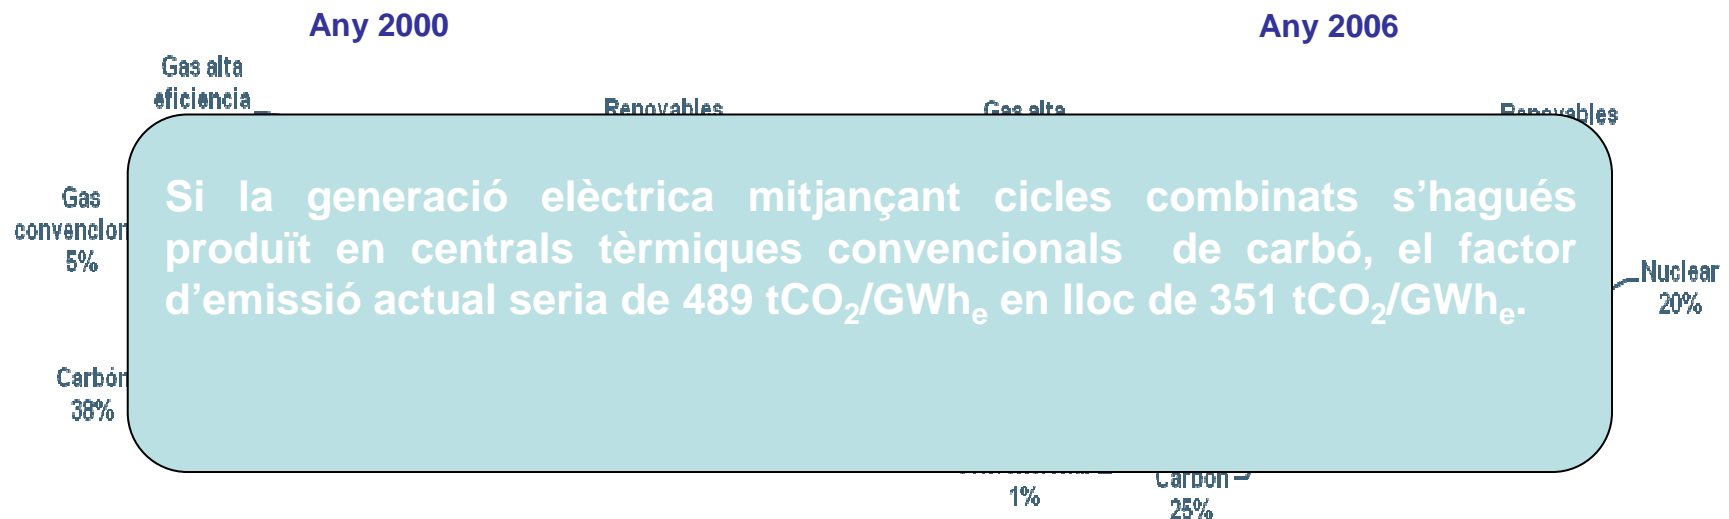 Any 2000
Any 2006
Gas alta
eficiencia
Renovables
Gas alta
Renovables
Si la generació elèctrica mitjançant cicles combinats s’hagués
produït en centrals tèrmiques convencionals de carbó, el factor
d’emissió actual seria de 489 tCO₂/GWhₑ en lloc de 351 tCO₂/GWhₑ.
Gas
convencion
5%
Nuclear
20%
Carbón
38%
1%
Carbón
25%